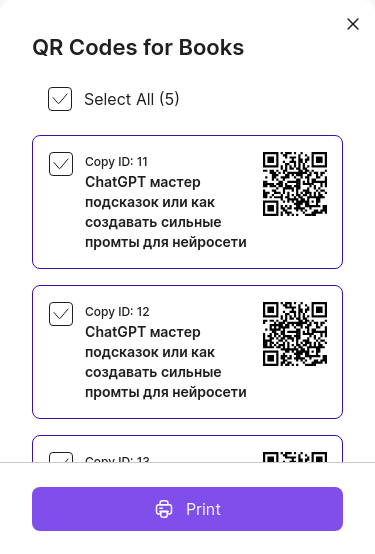 QR Codes for Books
Select All (5)
Copy ID: 11
ChatGPT мастер
подсказок или как
создавать сильные
промты для нейросети
Copy ID: 12
ChatGPT мастер
подсказок или как
создавать сильные
промты для нейросети
Copy ID: 13
Print